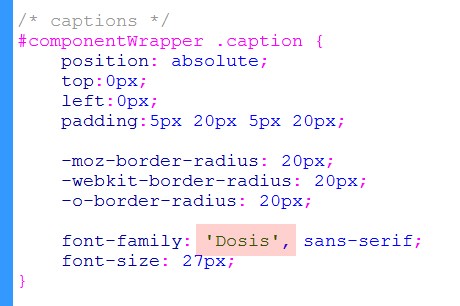 /* captions */
#componentWrapper .caption {
position: absolute;
top:0px;
left:0px;
padding:5px 20px 5px 20px;
-moz-border-radius: 20px;
-webkit-border-radius: 20px;
-o-border-radius: 20px;
font-family: 'Dosis', sans-serif;
font-size: 27px;
}